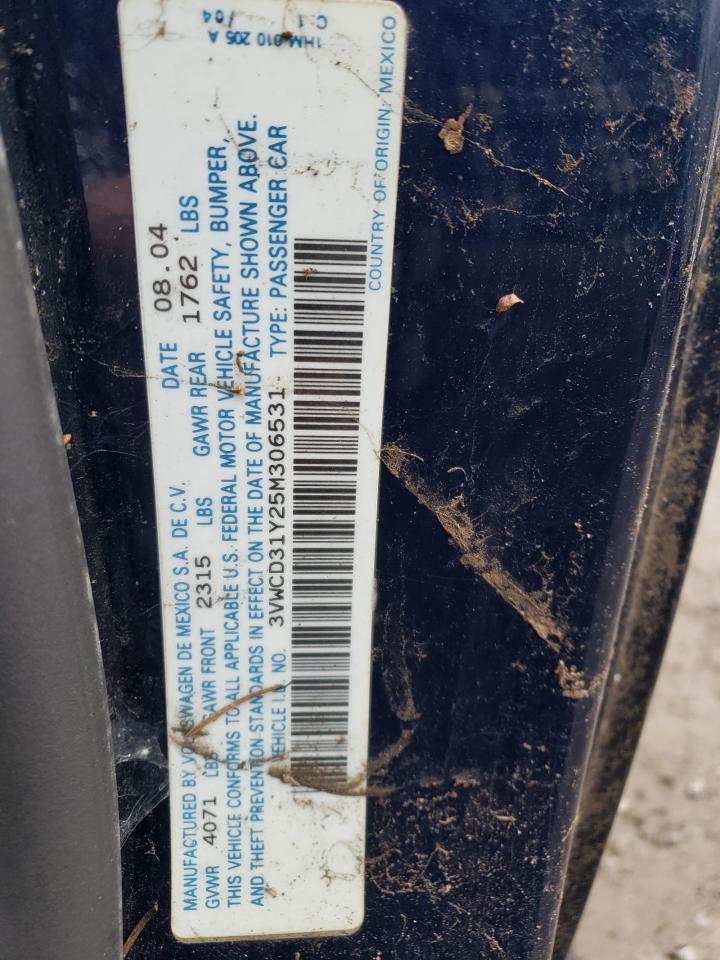 MANUFACTURED BY VOLKSWAGEN DE MEXICO S.A. DE C.V. DATE 08.04
GVWR 4071 LBS GAWR FRONT 2315 LBS GAWR REAR 1762 LBS
THIS VEHICLE CONFORMS TO ALL APPLICABLE U.S. FEDERAL MOTOR VEHICLE SAFETY, BUMPER,
AND THEFT PREVENTION STANDARDS IN EFFECT ON THE DATE OF MANUFACTURE SHOWN ABOVE.
VEHICLE I.D. NO. 3VWCD31Y25M306531 TYPE: PASSENGER CAR
COUNTRY OF ORIGIN: MEXICO
1HM 010 205 A
C:1 /04